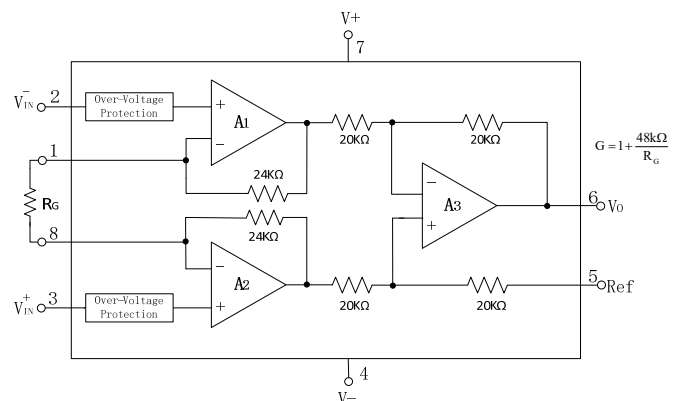 V+
7
V⁻IN 2
Over-Voltage
Protection
+
A1
−
20KΩ
20KΩ
G = 1 + 48kΩ / RG
1
24KΩ
RG
−
A3
+
6
VO
8
24KΩ
−
A2
+
20KΩ
20KΩ
5
Ref
V⁺IN 3
Over-Voltage
Protection
4
V−